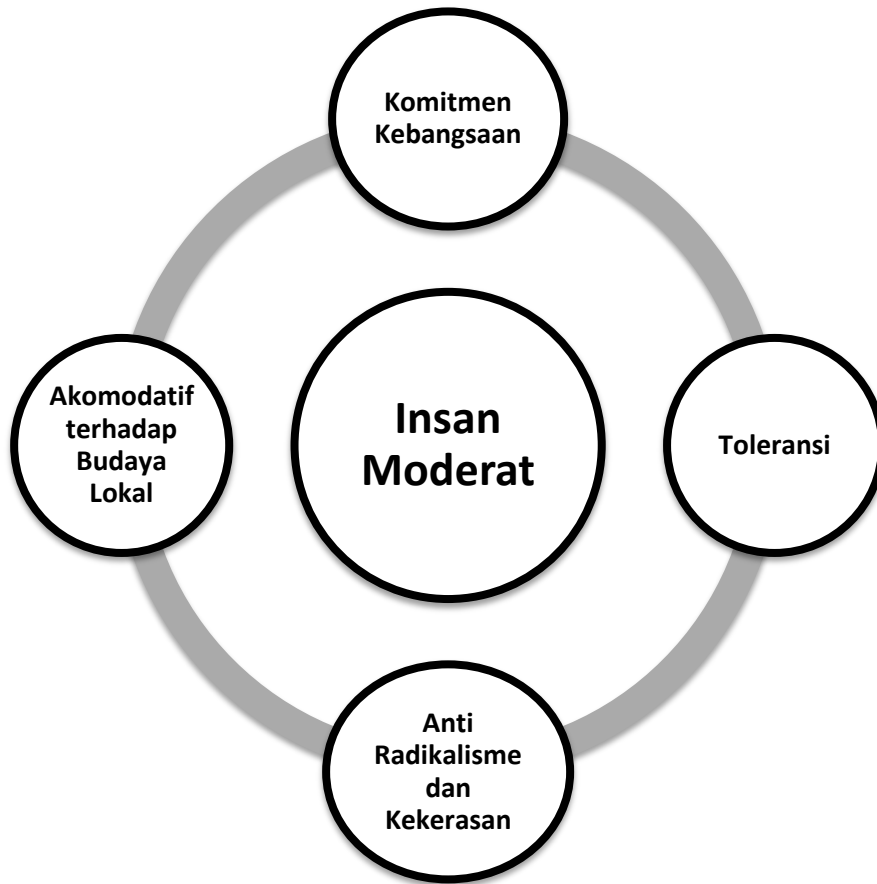 Komitmen
Kebangsaan
Akomodatif
terhadap
Budaya
Lokal
Insan
Moderat
Toleransi
Anti
Radikalisme
dan
Kekerasan